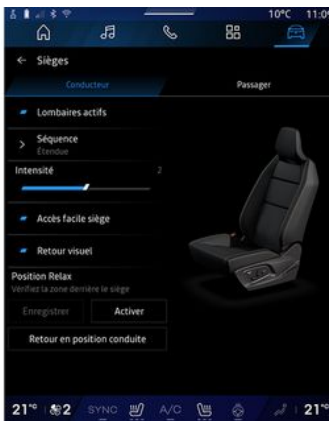 10°C 11:09
← Sièges
Conducteur
Passager
Lombaires actifs
Séquence
Étendue
Intensité 2
Accès facile siège
Retour visuel
Position Relax
Vérifiez la zone derrière le siège
Enregistrer
Activer
Retour en position conduite
21°° 2 SYNC A/C 21°°